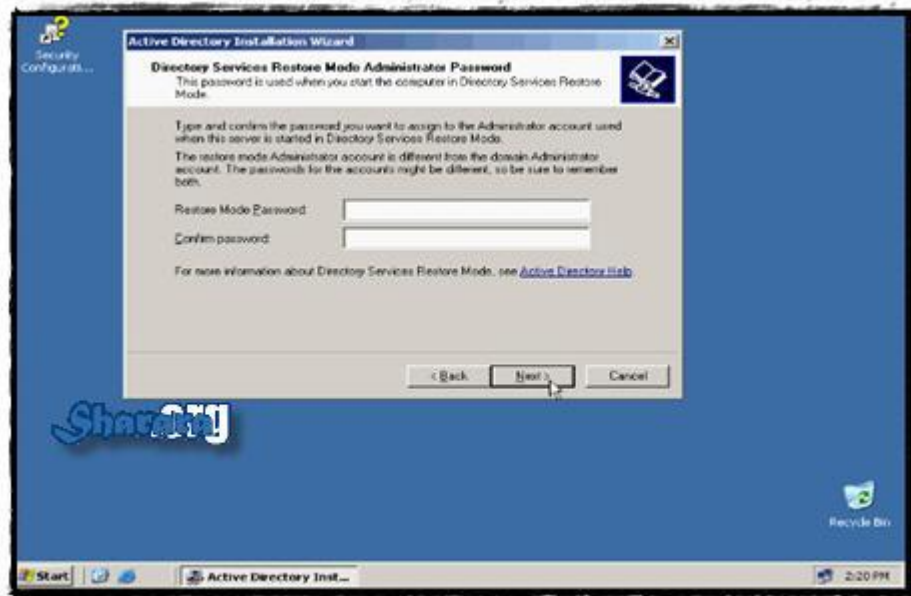 Security
Configurati...
Active Directory Installation Wizard
Directory Services Restore Mode Administrator Password
This password is used when you start the computer in Directory Services Restore
Mode.
Type and confirm the password you want to assign to the Administrator account used
when this server is started in Directory Services Restore Mode.
The restore mode Administrator account is different from the domain Administrator
account. The passwords for the accounts might be different, so be sure to remember
both.
Restore Mode Password:
Confirm password:
For more information about Directory Services Restore Mode, see Active Directory Help.
< Back
Next >
Cancel
Sharara.org
Recycle Bin
Start
Active Directory Inst...
2:20 PM